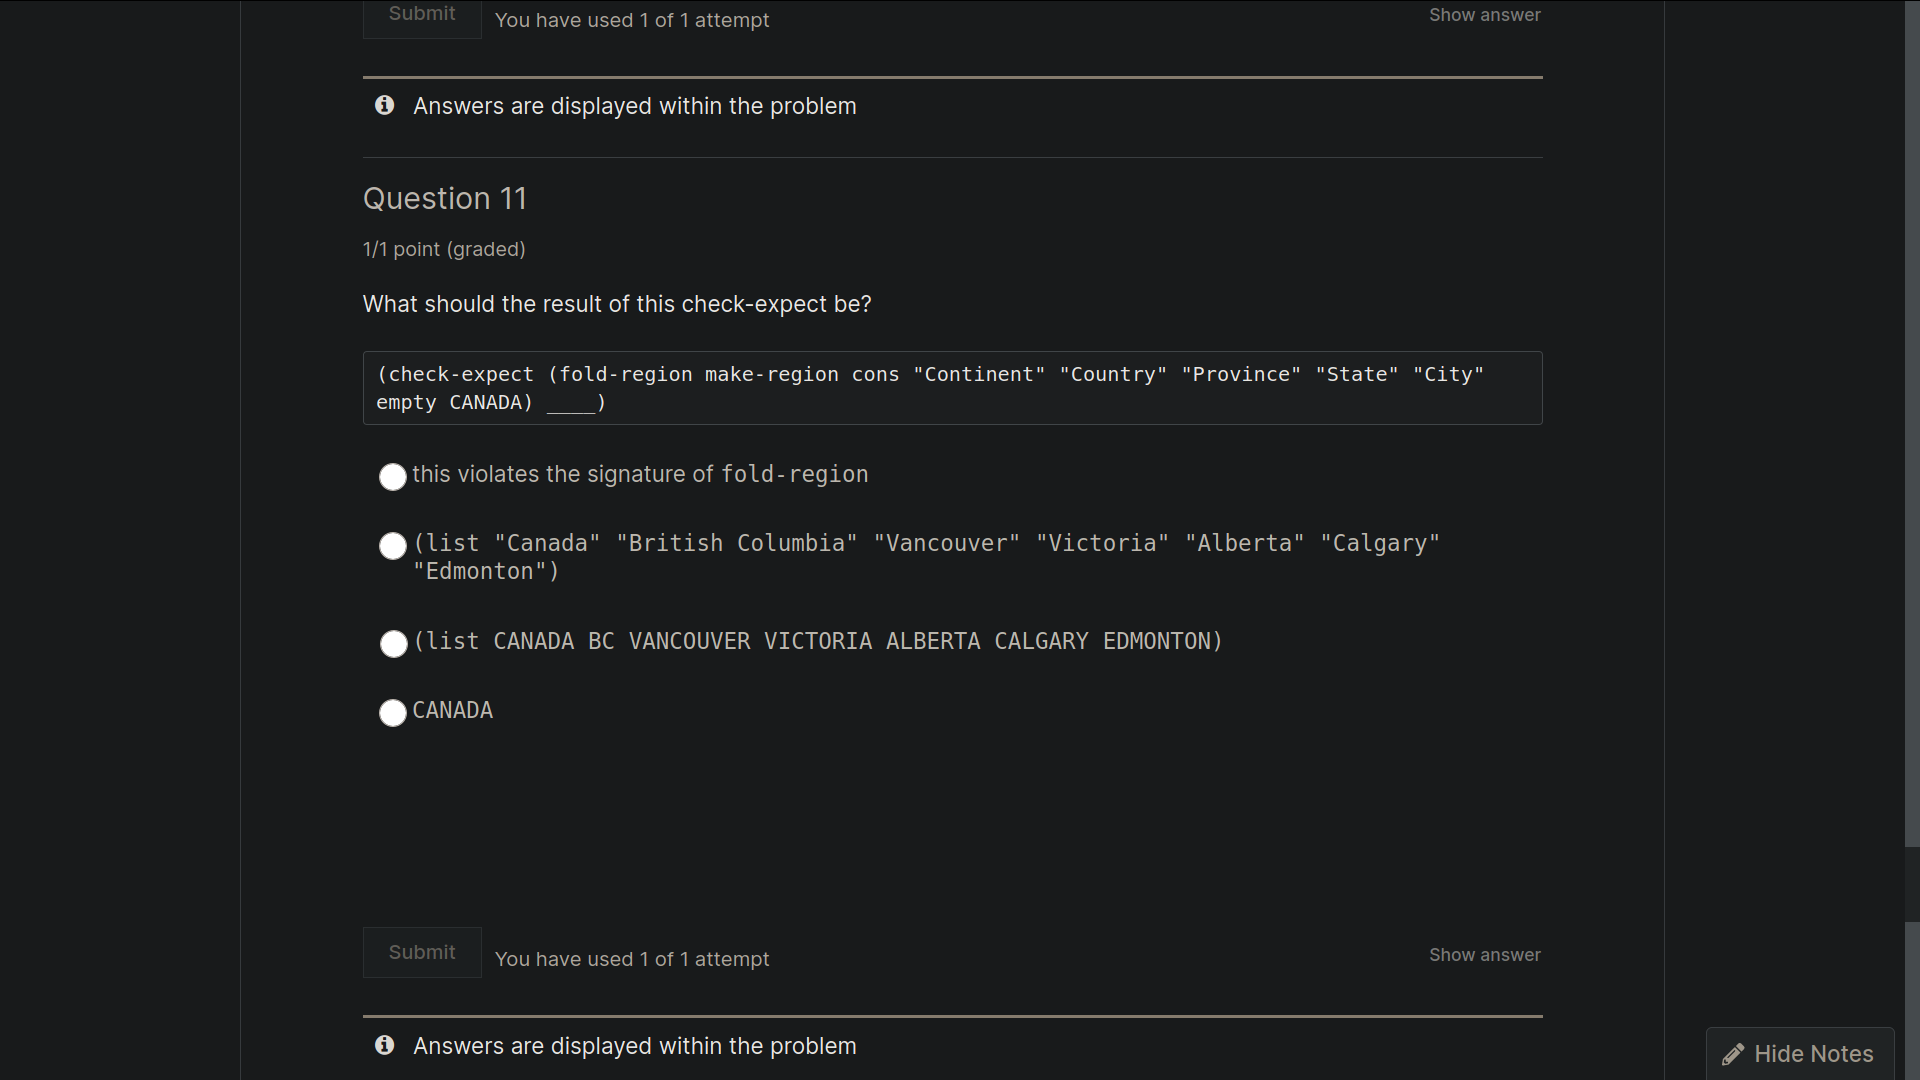 Submit You have used 1 of 1 attempt Show answer
Answers are displayed within the problem
Question 11
1/1 point (graded)
What should the result of this check-expect be?
(check-expect (fold-region make-region cons "Continent" "Country" "Province" "State" "City"
empty CANADA) ____)
this violates the signature of fold-region
(list "Canada" "British Columbia" "Vancouver" "Victoria" "Alberta" "Calgary"
"Edmonton")
(list CANADA BC VANCOUVER VICTORIA ALBERTA CALGARY EDMONTON)
CANADA
Submit You have used 1 of 1 attempt Show answer
Answers are displayed within the problem
Hide Notes